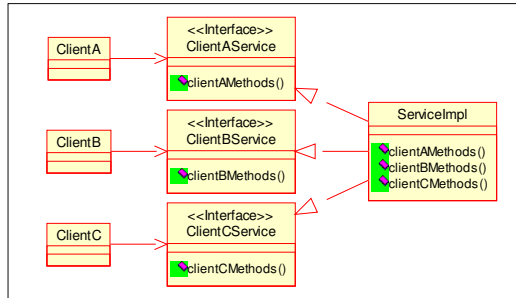 ClientA
<<Interface>>
ClientAService
clientAMethods()
ClientB
<<Interface>>
ClientBService
clientBMethods()
ServiceImpl
clientAMethods()
clientBMethods()
clientCMethods()
ClientC
<<Interface>>
ClientCService
clientCMethods()